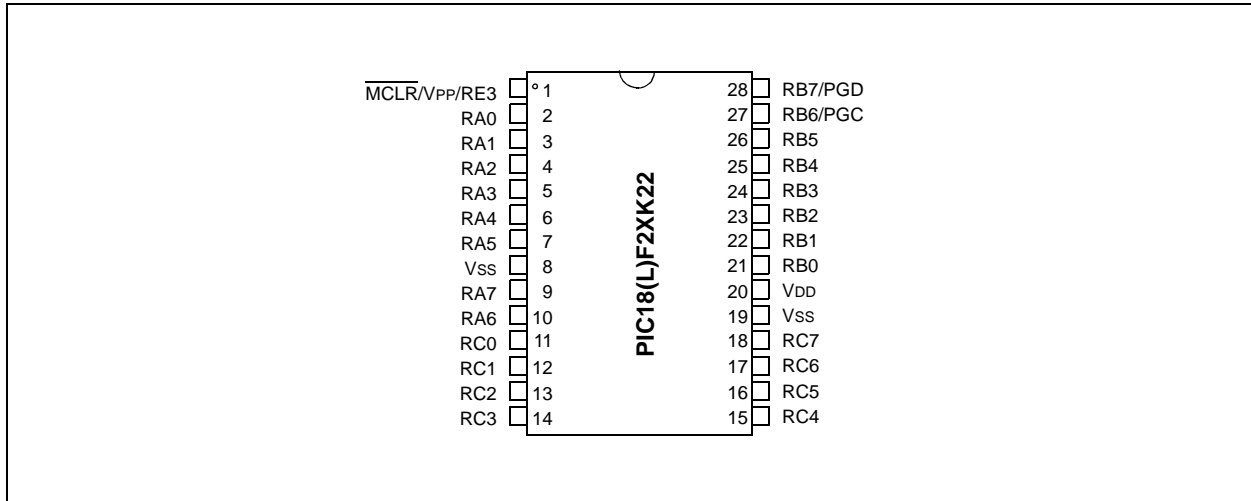 MCLR/VPP/RE3 1 28 RB7/PGD
RA0 2 27 RB6/PGC
RA1 3 26 RB5
RA2 4 25 RB4
RA3 5 24 RB3
RA4 6 23 RB2
RA5 7 22 RB1
VSS 8 21 RB0
RA7 9 20 VDD
RA6 10 19 VSS
RC0 11 18 RC7
RC1 12 17 RC6
RC2 13 16 RC5
RC3 14 15 RC4
PIC18(L)F2XK22